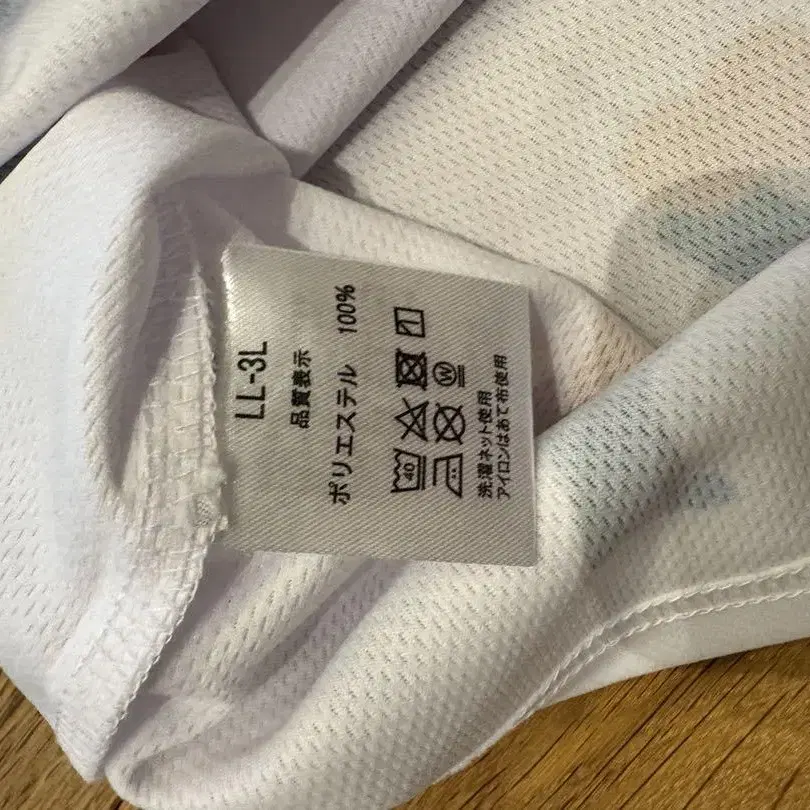 LL-3L
品質表示
ポリエステル 100%
40
W
洗濯ネット使用
アイロンはあて布使用